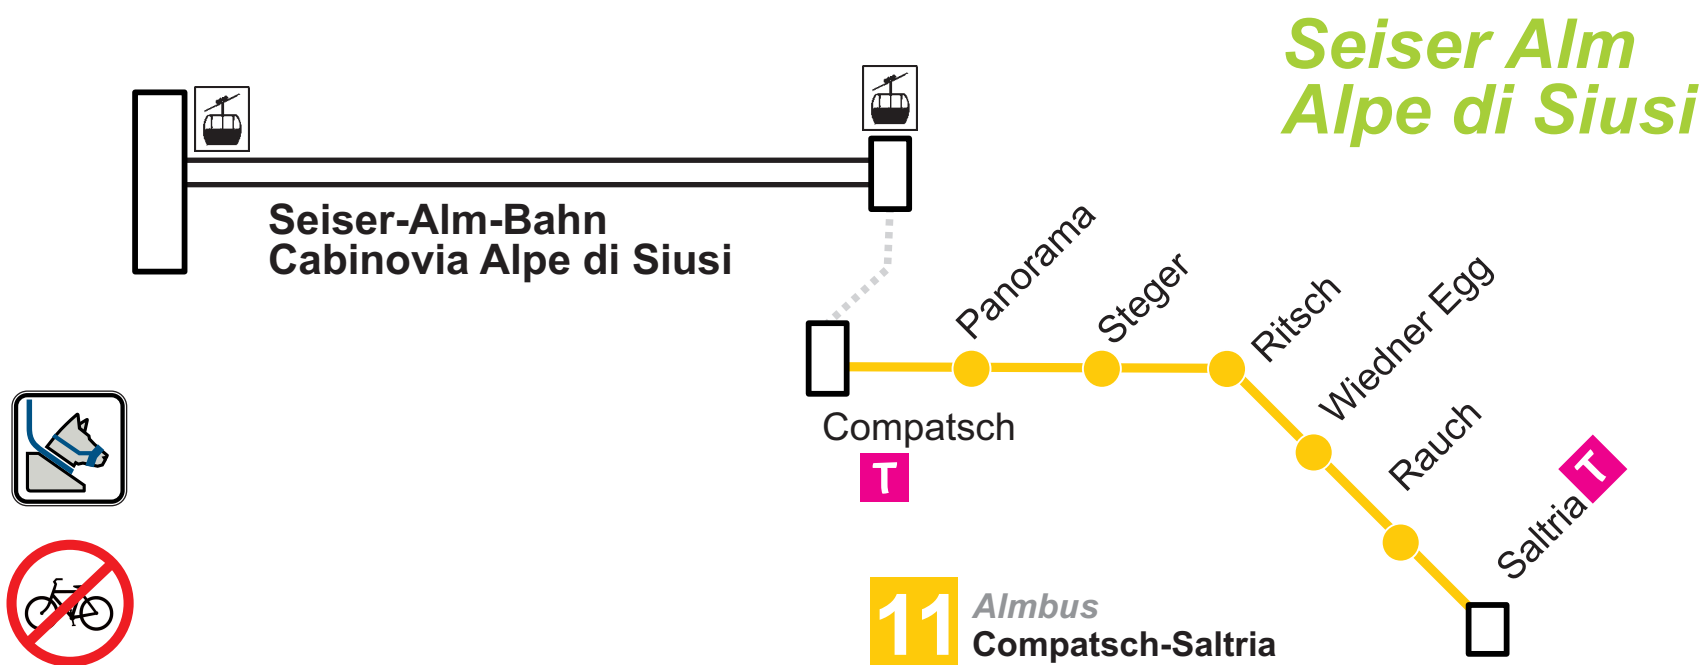 Seiser Alm
Alpe di Siusi
Seiser-Alm-Bahn
Cabinovia Alpe di Siusi
Panorama
Steger
Ritsch
Wiedner Egg
Rauch
Saltria T
Compatsch
T
11 Almbus
Compatsch-Saltria